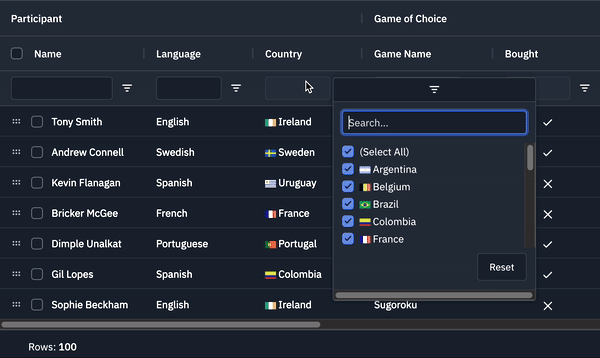 Participant Game of Choice
Name Language Country Game Name Bought
Tony Smith English Ireland
Andrew Connell Swedish Sweden
Kevin Flanagan Spanish Uruguay
Bricker McGee French France
Dimple Unalkat Portuguese Portugal
Gil Lopes Spanish Colombia
Sophie Beckham English Ireland Sugoroku
Search...
(Select All)
Argentina
Belgium
Brazil
Colombia
France
Reset
Rows: 100